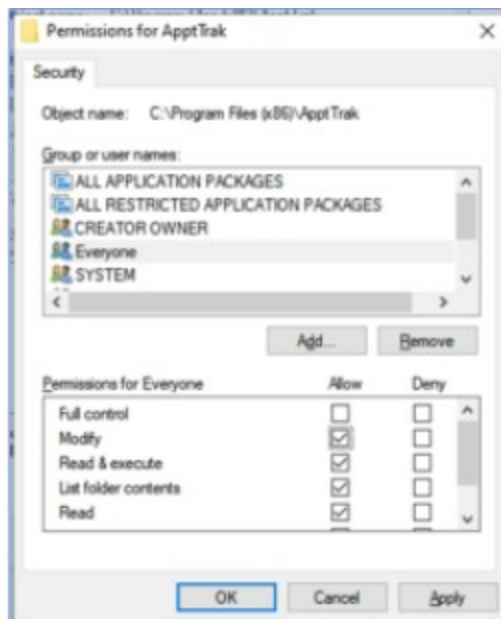 Permissions for ApptTrak
Security
Object name: C:\Program Files (x86)\ApptTrak
Group or user names:
ALL APPLICATION PACKAGES
ALL RESTRICTED APPLICATION PACKAGES
CREATOR OWNER
Everyone
SYSTEM
Add... Remove
Permissions for Everyone Allow Deny
Full control
Modify
Read & execute
List folder contents
Read
OK Cancel Apply